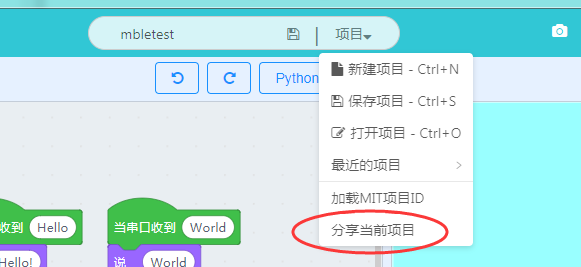 mbletest | 项目
Python
新建项目 - Ctrl+N
保存项目 - Ctrl+S
打开项目 - Ctrl+O
最近的项目
加载MIT项目ID
分享当前项目
收到 Hello
当串口收到 World
Hello!
说 World